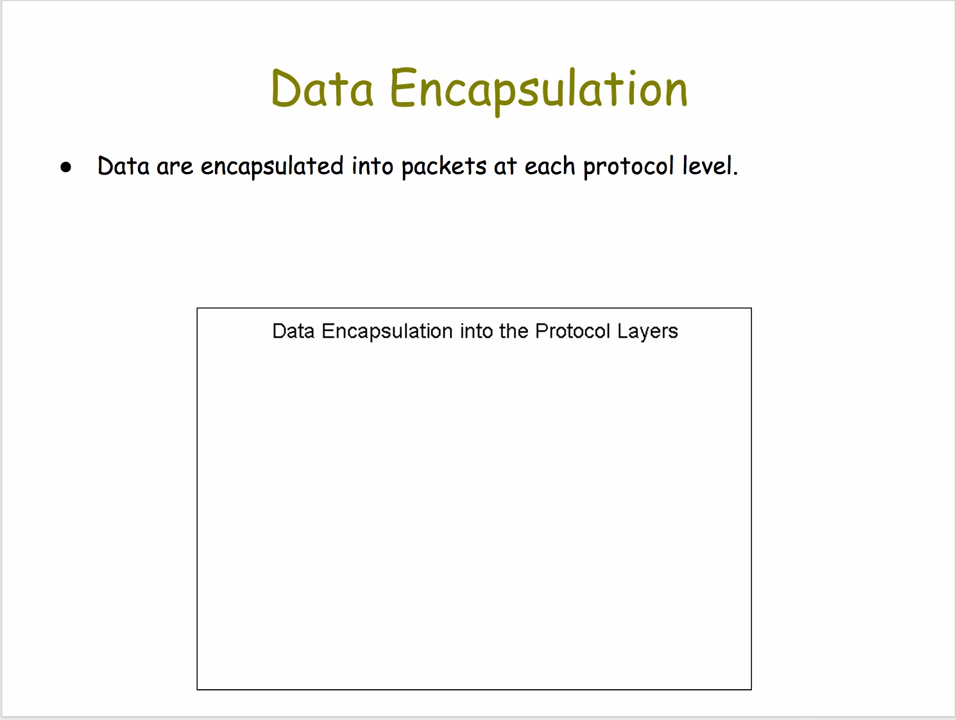 Data Encapsulation
● Data are encapsulated into packets at each protocol level.
Data Encapsulation into the Protocol Layers